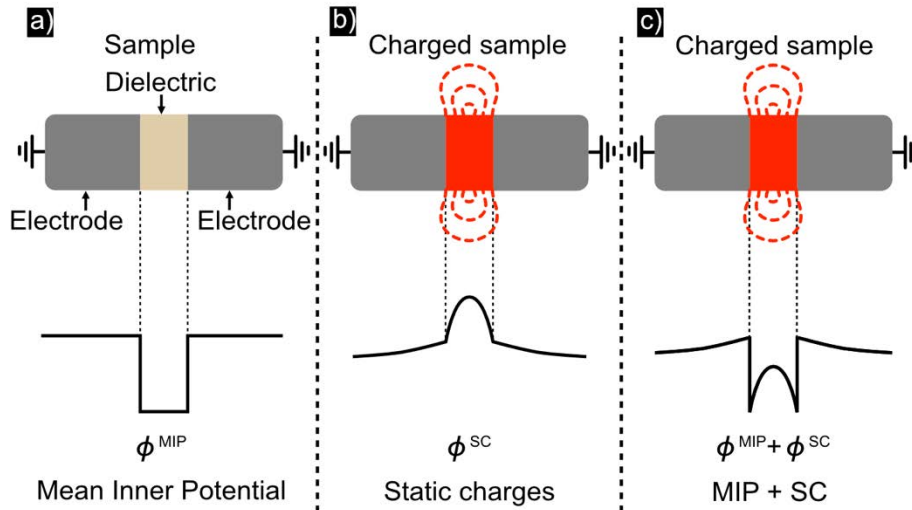 a)
Sample
Dielectric
Electrode
Electrode
ϕ MIP
Mean Inner Potential
b)
Charged sample
ϕ SC
Static charges
c)
Charged sample
ϕ MIP + ϕ SC
MIP + SC